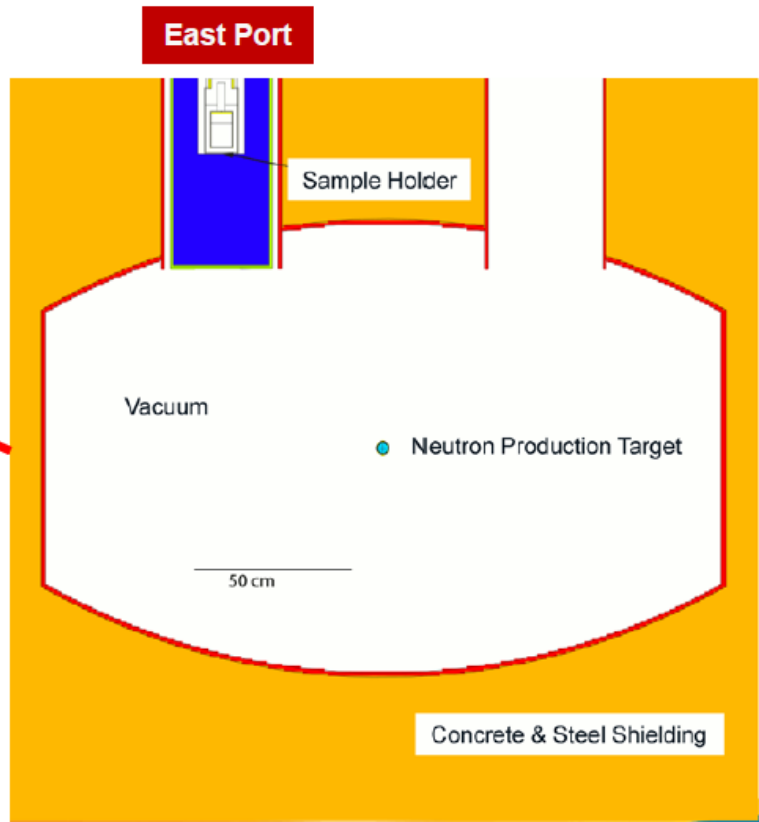 East Port
Sample Holder
Vacuum
Neutron Production Target
50 cm
Concrete & Steel Shielding